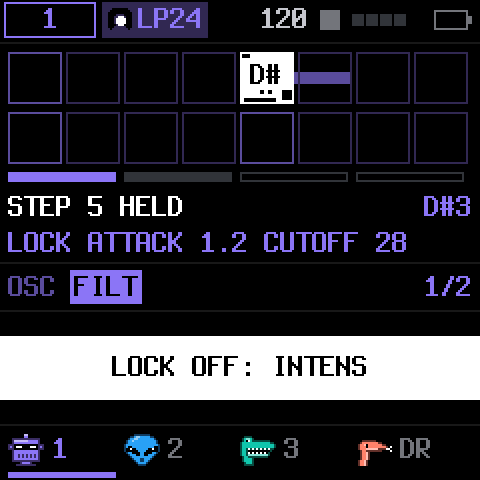 1 LP24 120
D#
STEP 5 HELD D#3
LOCK ATTACK 1.2 CUTOFF 28
OSC FILT 1/2
LOCK OFF: INTENS
1 2 3 DR